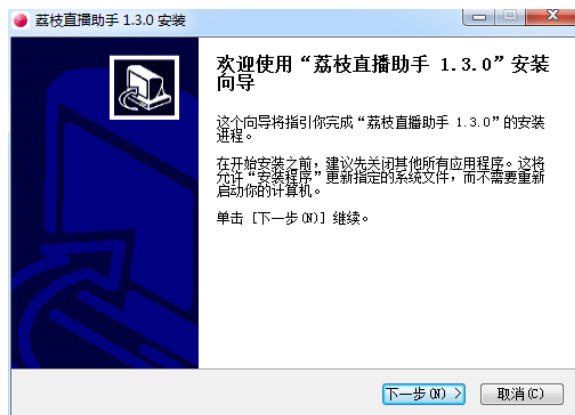 荔枝直播助手 1.3.0 安装
欢迎使用“荔枝直播助手 1.3.0”安装
向导
这个向导将指引你完成“荔枝直播助手 1.3.0”的安装
进程。
在开始安装之前，建议先关闭其他所有应用程序。这将
允许“安装程序”更新指定的系统文件，而不需要重新
启动你的计算机。
单击 [下一步(N)] 继续。
下一步(N) >
取消(C)